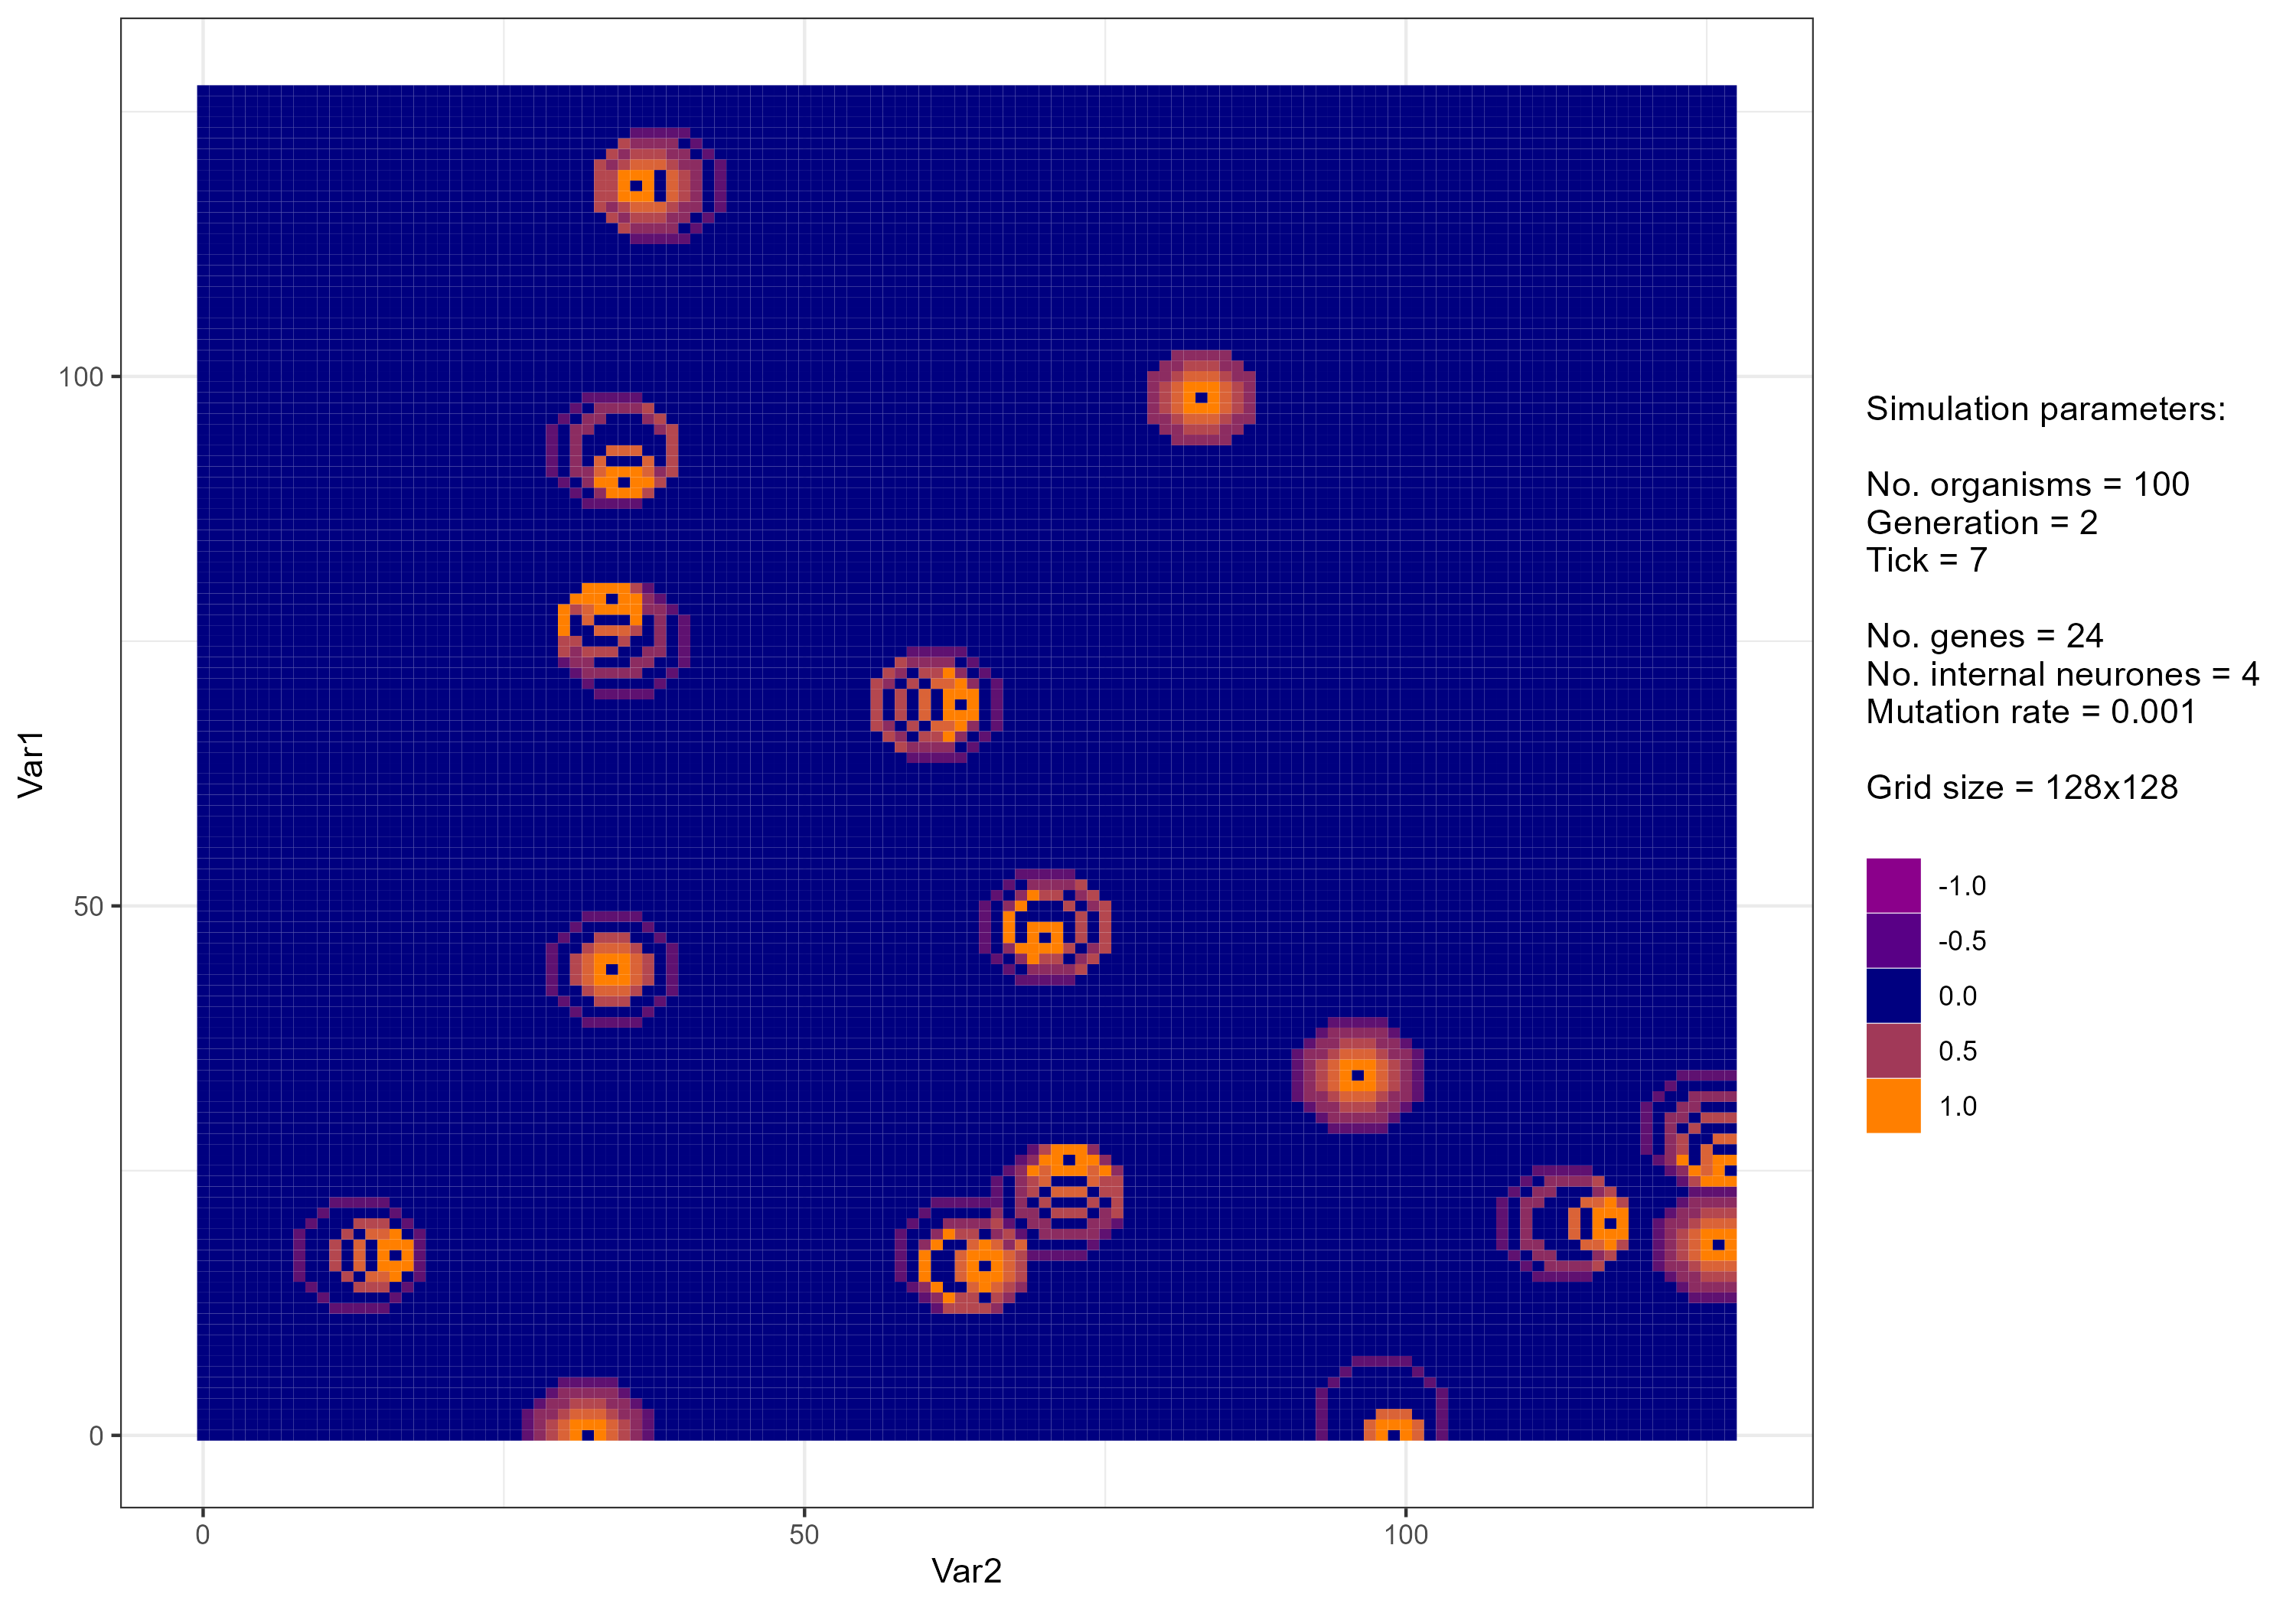 Var1
100
50
0
0
50
100
Var2
Simulation parameters:
No. organisms = 100
Generation = 2
Tick = 7
No. genes = 24
No. internal neurones = 4
Mutation rate = 0.001
Grid size = 128x128
-1.0
-0.5
0.0
0.5
1.0